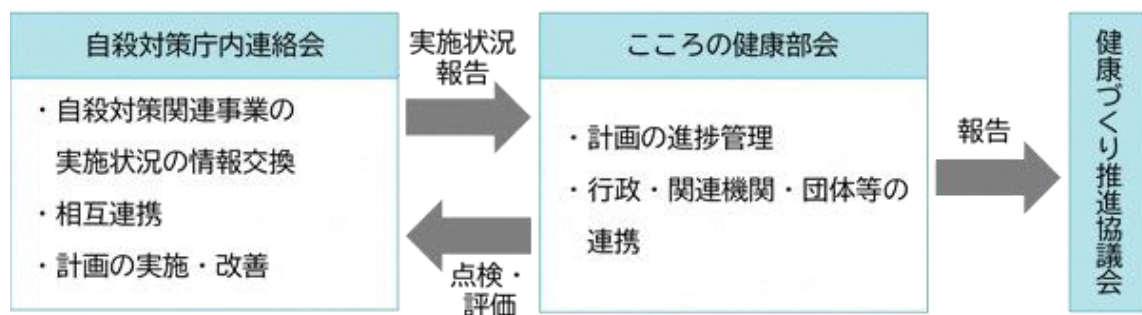 自殺対策庁内連絡会
・自殺対策関連事業の
実施状況の情報交換
・相互連携
・計画の実施・改善
実施状況
報告
点検・
評価
こころの健康部会
・計画の進捗管理
・行政・関連機関・団体等の
連携
報告
健康づくり推進協議会